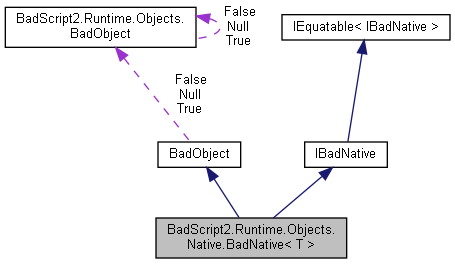 BadScript2.Runtime.Objects.
BadObject
False
Null
True
IEquatable< IBadNative >
False
Null
True
BadObject
IBadNative
BadScript2.Runtime.Objects.
Native.BadNative< T >